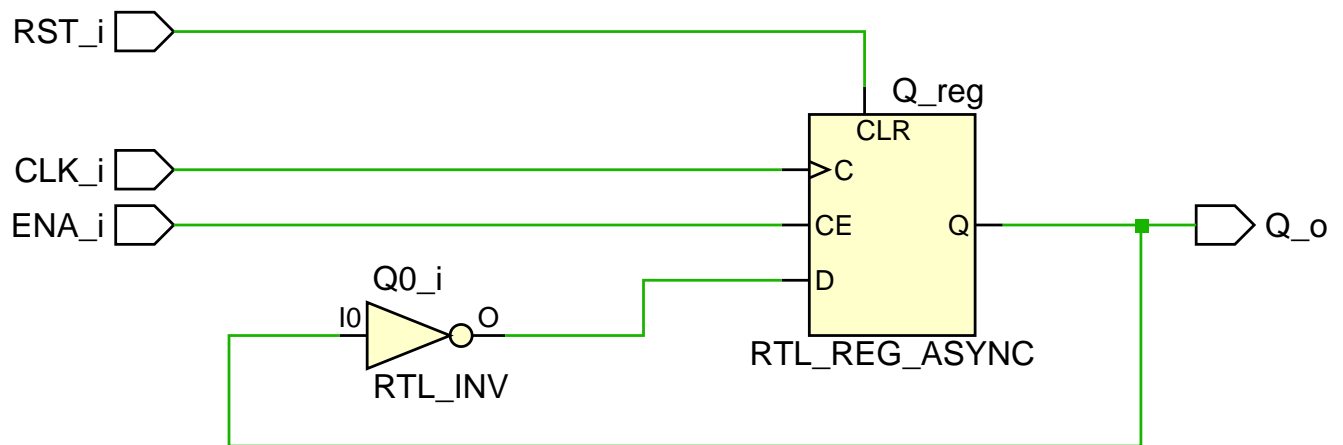 RST_i
Q_reg
CLR
CLK_i
C
ENA_i
CE
Q
Q_o
Q0_i
D
I0
O
RTL_REG_ASYNC
RTL_INV